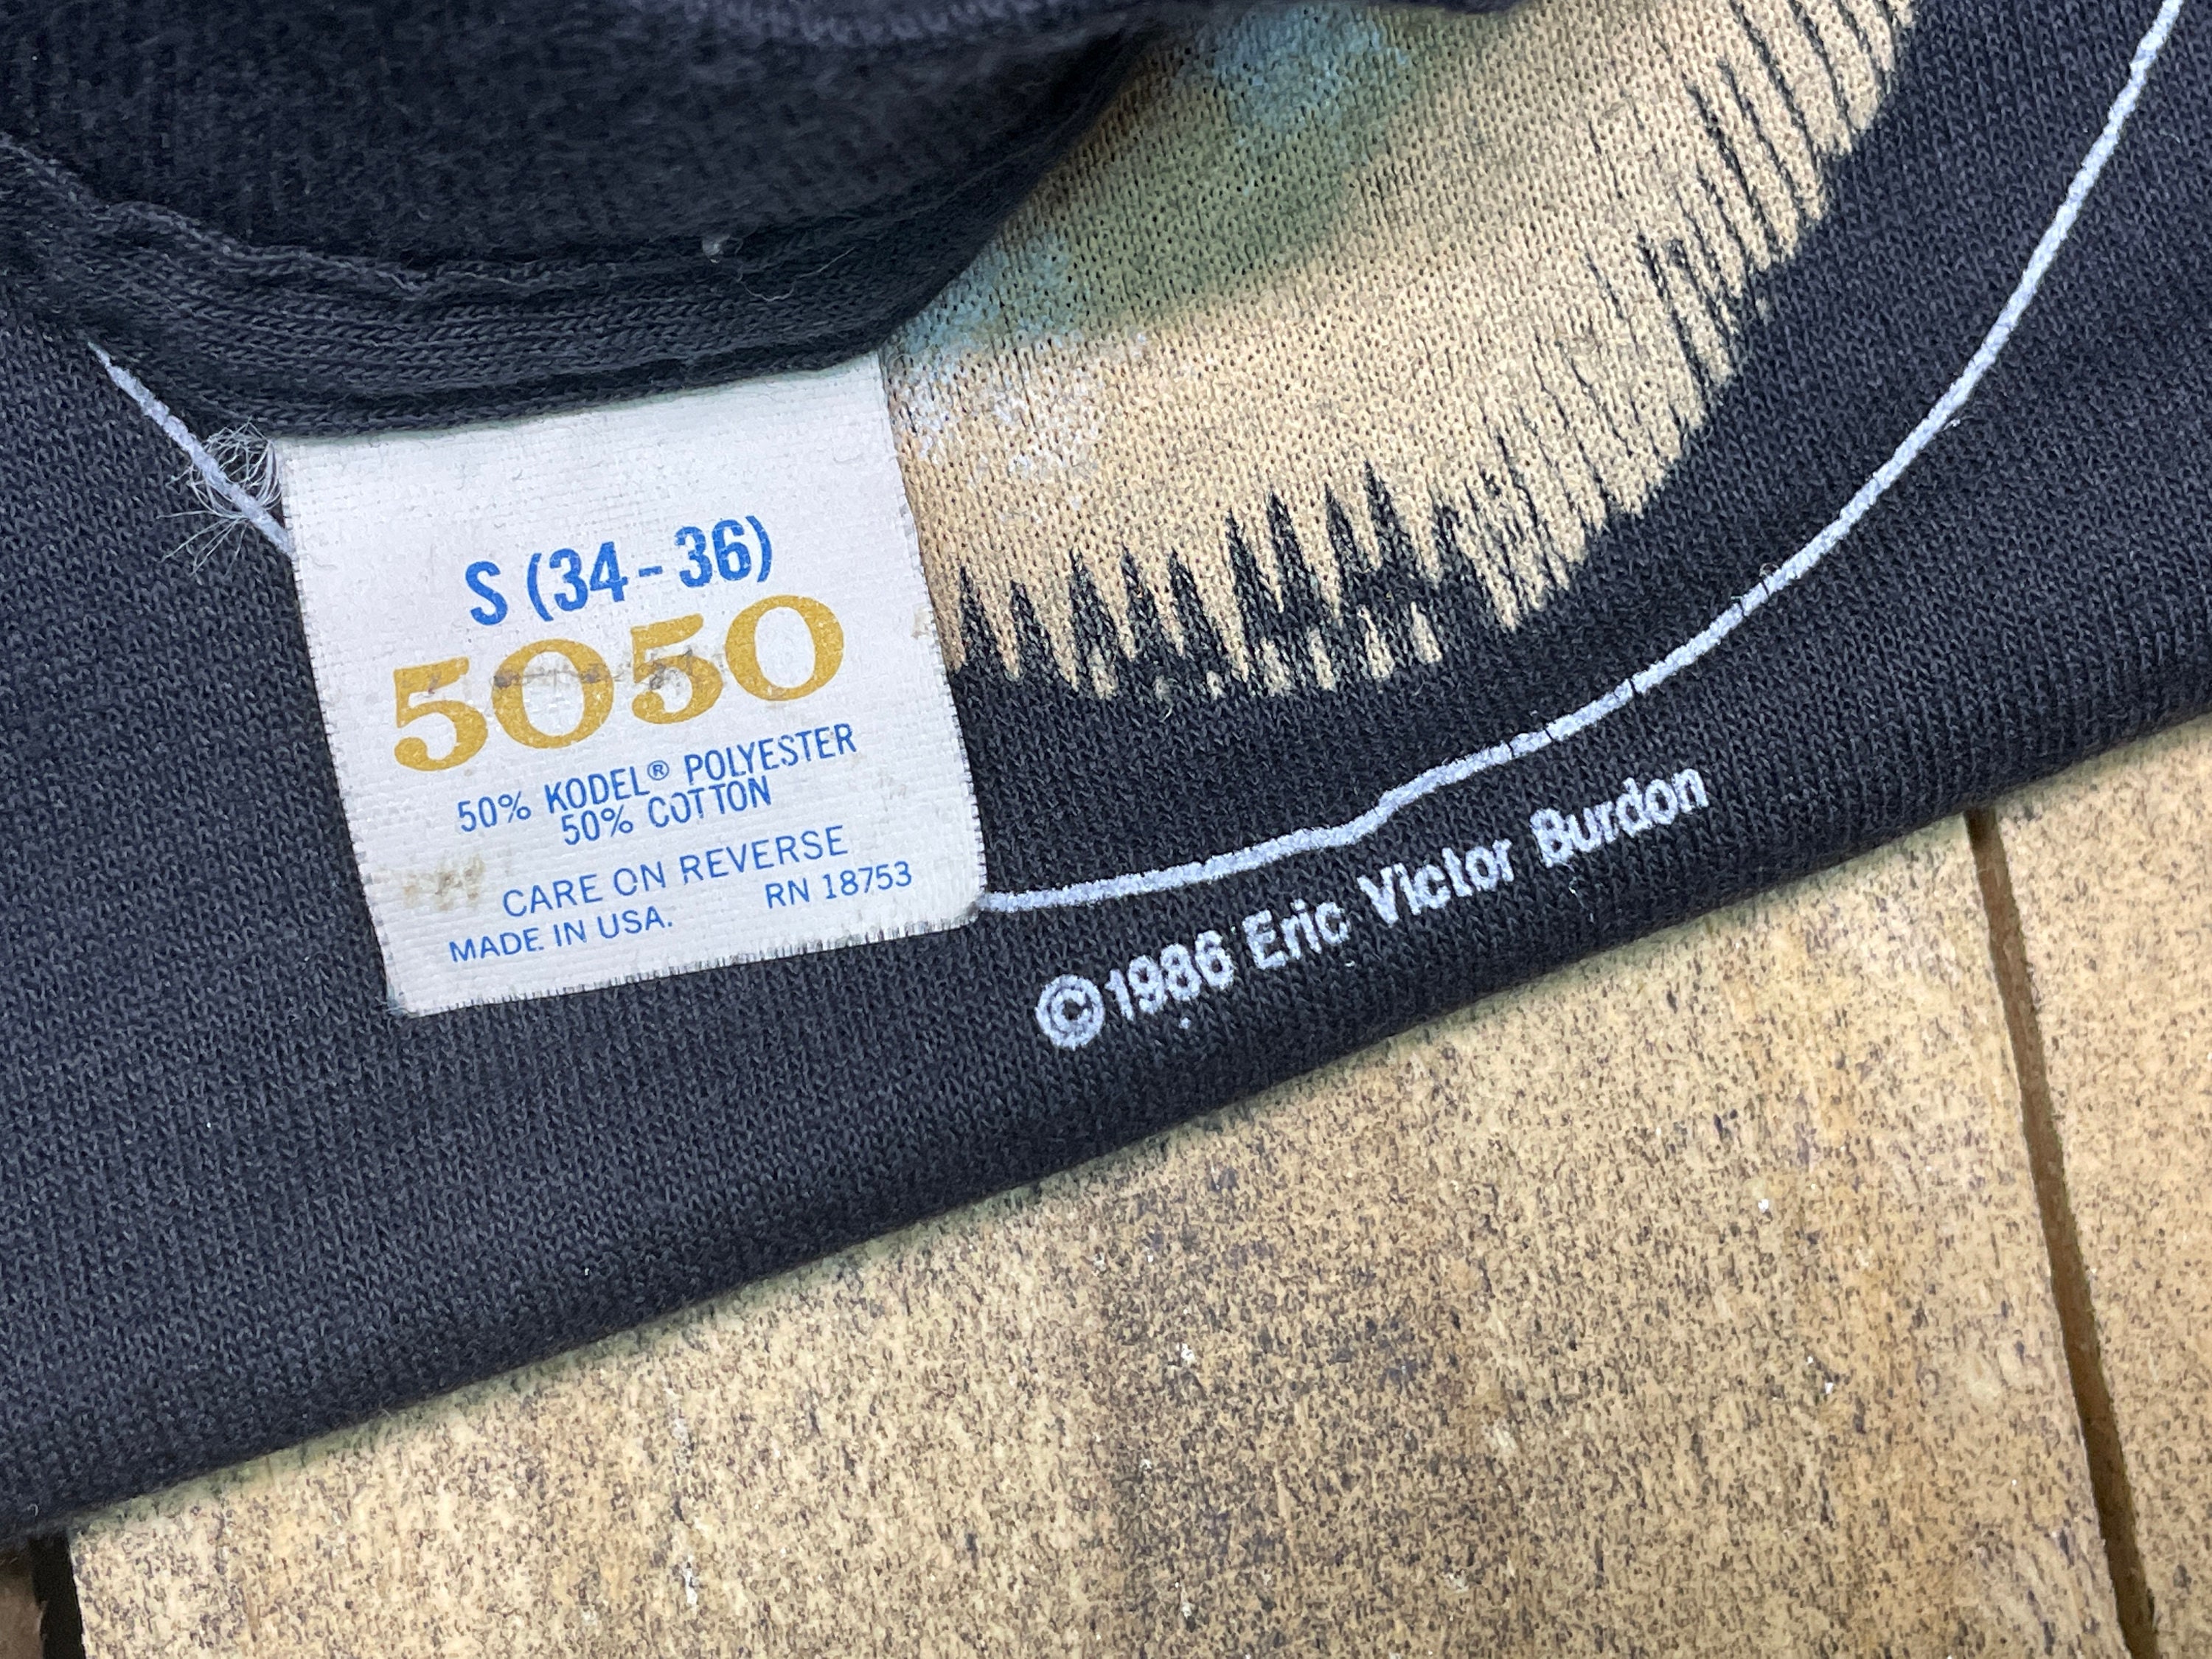 S (34-36)
5050
50% KODEL® POLYESTER
50% COTTON
CARE ON REVERSE
MADE IN USA. RN 18753
©1986 Eric Victor Burdon